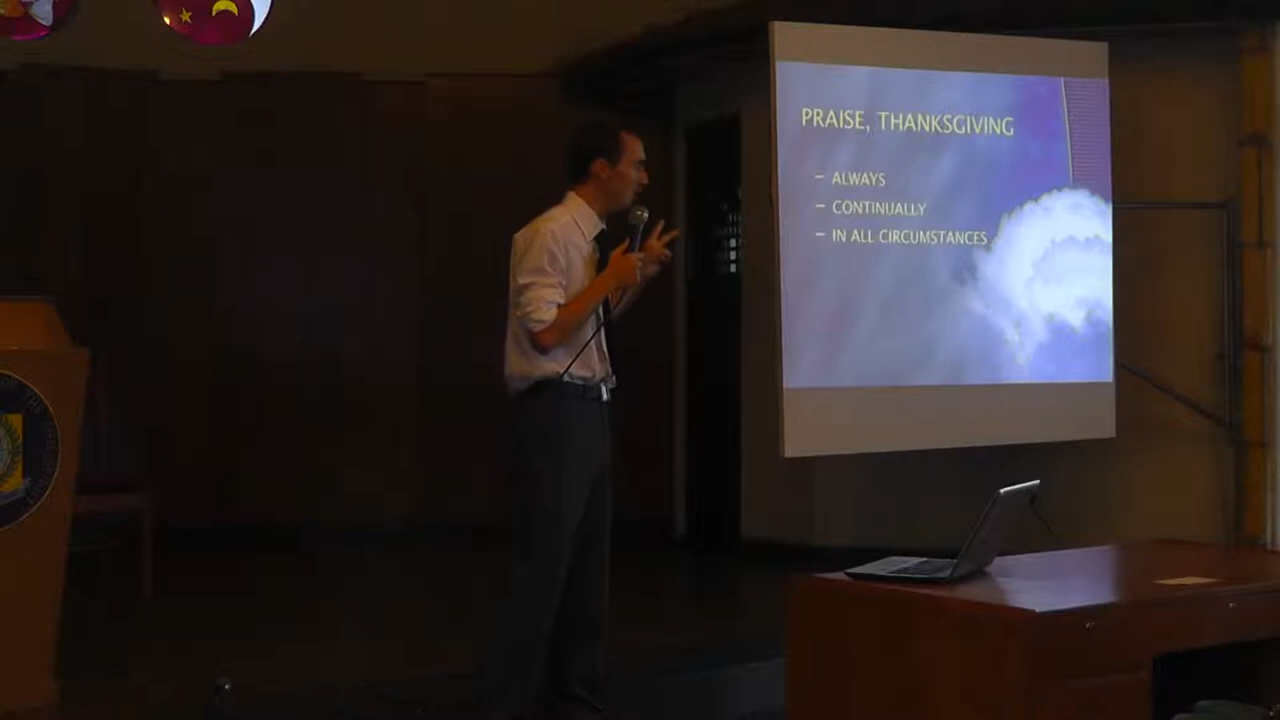 PRAISE, THANKSGIVING
– ALWAYS
– CONTINUALLY
– IN ALL CIRCUMSTANCES